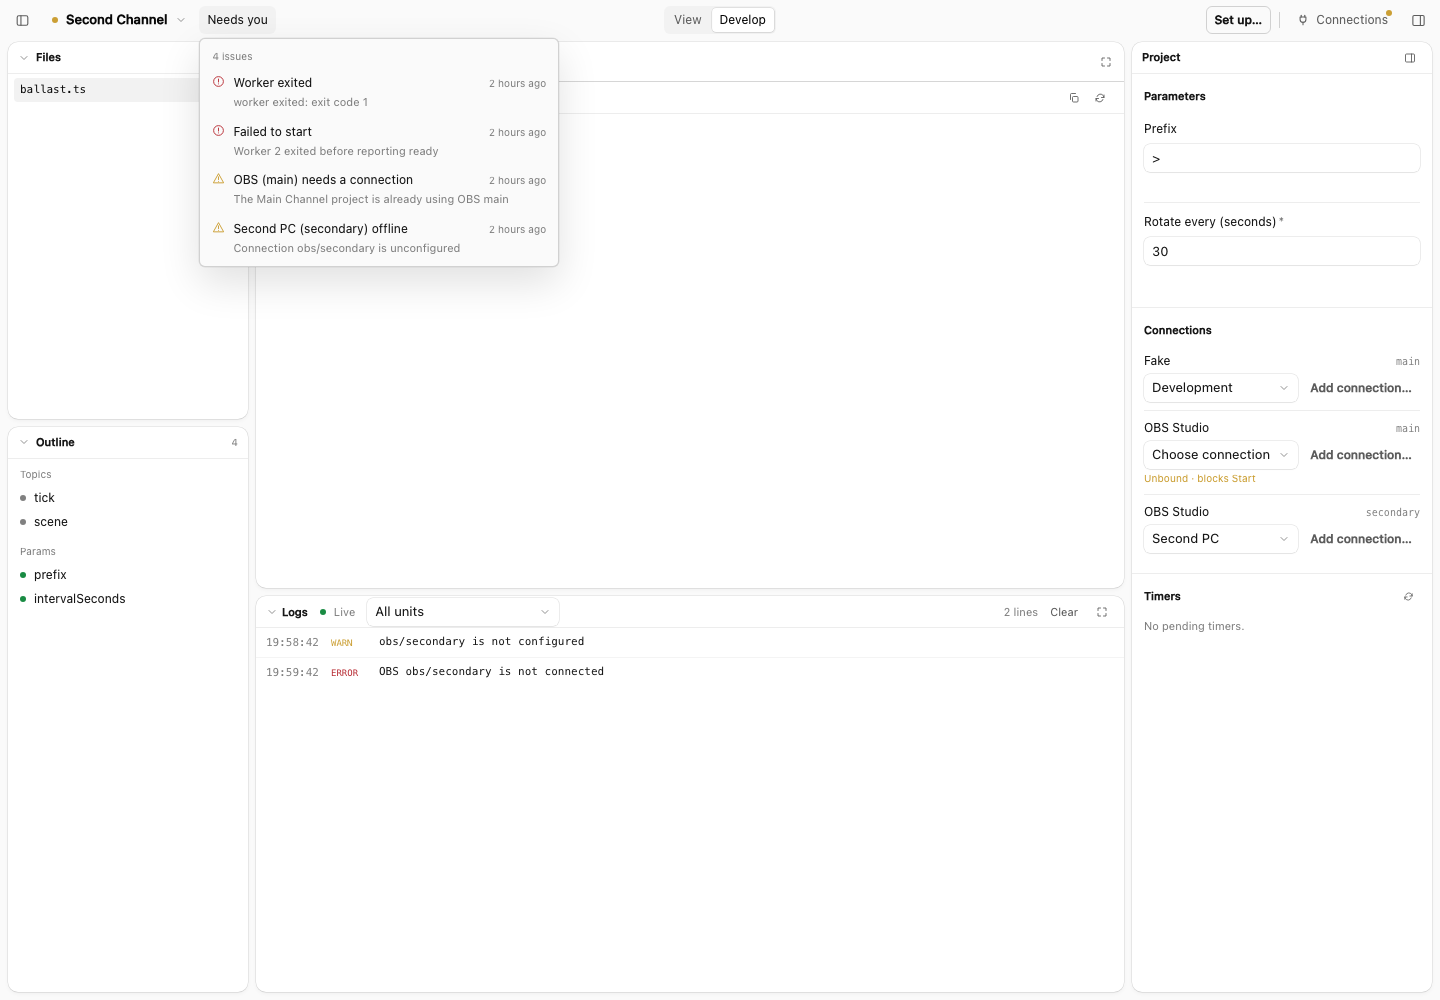 Second Channel
Needs you
View
Develop
Set up...
Connections
Files
ballast.ts
4 issues
Worker exited
2 hours ago
worker exited: exit code 1
Failed to start
2 hours ago
Worker 2 exited before reporting ready
OBS (main) needs a connection
2 hours ago
The Main Channel project is already using OBS main
Second PC (secondary) offline
2 hours ago
Connection obs/secondary is unconfigured
Outline
4
Topics
tick
scene
Params
prefix
intervalSeconds
Logs
Live
All units
2 lines
Clear
19:58:42 WARN obs/secondary is not configured
19:59:42 ERROR OBS obs/secondary is not connected
Project
Parameters
Prefix
>
Rotate every (seconds) *
30
Connections
Fake
main
Development
Add connection...
OBS Studio
main
Choose connection
Add connection...
Unbound · blocks Start
OBS Studio
secondary
Second PC
Add connection...
Timers
No pending timers.